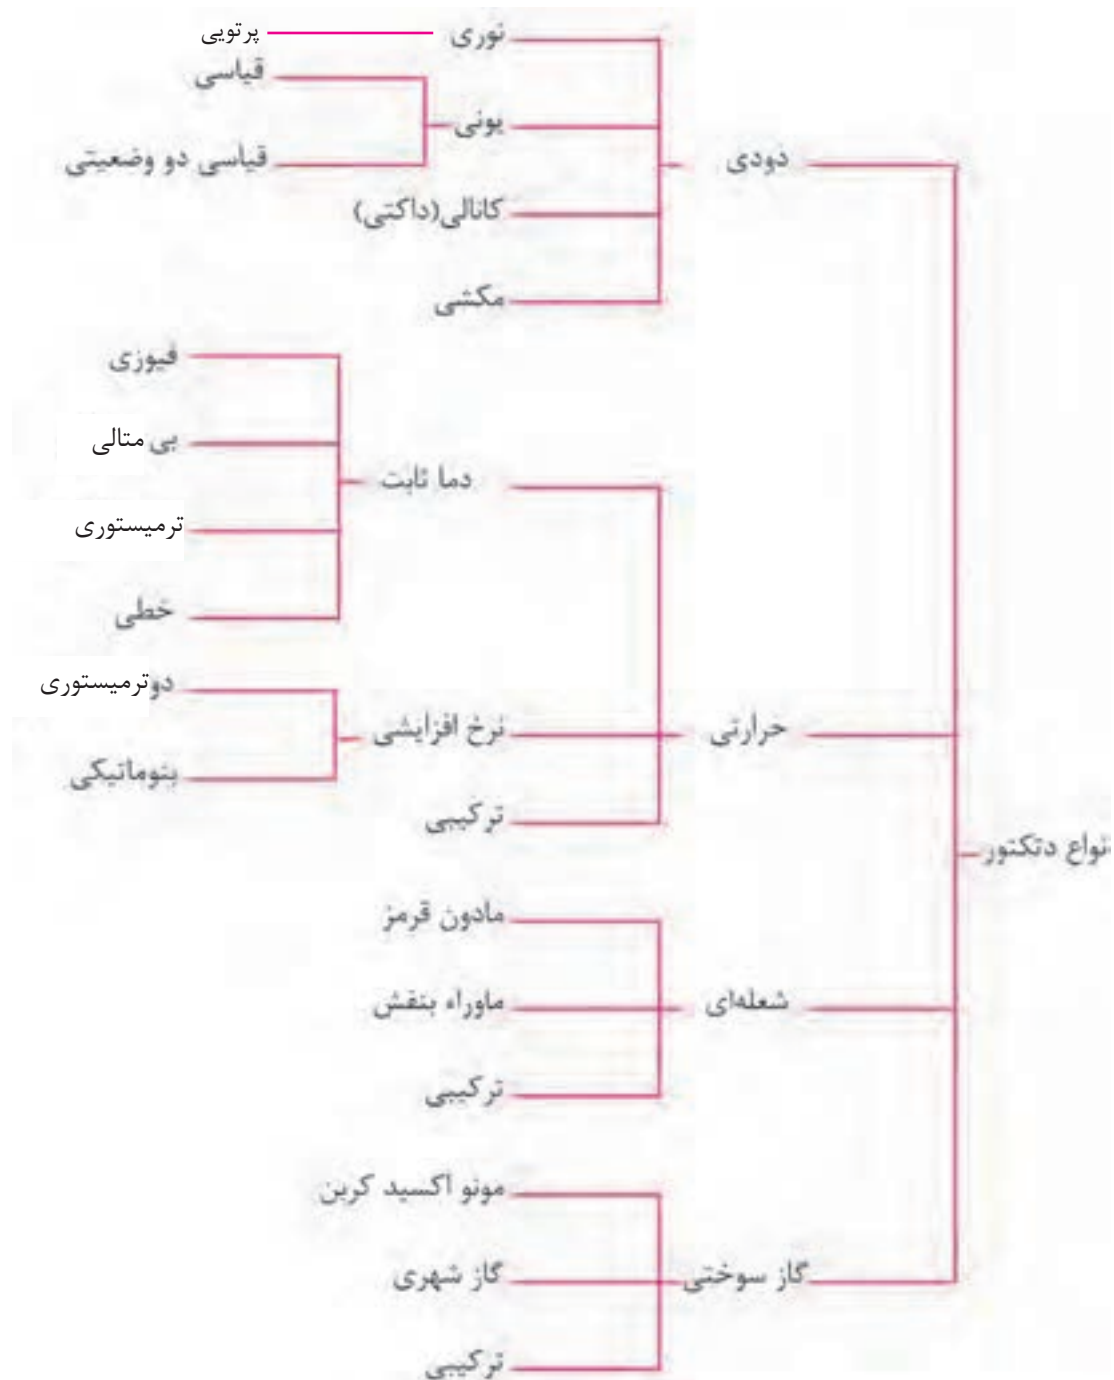 پرتویی
نوری
قیاسی
یونی
قیاسی دو وضعیتی
دودی
کانالی(داکتی)
مکشی
فیوزی
بی متالی
دما ثابت
ترمیستوری
خطی
دوترمیستوری
نرخ افزایشی
حرارتی
پنوماتیکی
ترکیبی
نواع دتکتور
مادون قرمز
ماوراء بنفش
شعله‌ای
ترکیبی
مونو اکسید کربن
گاز شهری
گاز سوختی
ترکیبی